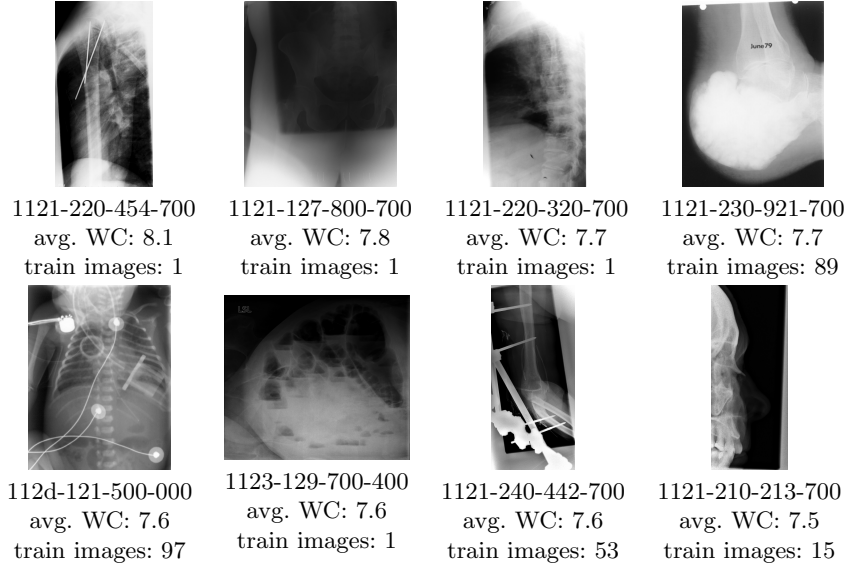 June79
1121-220-454-700
avg. WC: 8.1
train images: 1
1121-127-800-700
avg. WC: 7.8
train images: 1
1121-220-320-700
avg. WC: 7.7
train images: 1
1121-230-921-700
avg. WC: 7.7
train images: 89
LSL
112d-121-500-000
avg. WC: 7.6
train images: 97
1123-129-700-400
avg. WC: 7.6
train images: 1
1121-240-442-700
avg. WC: 7.6
train images: 53
1121-210-213-700
avg. WC: 7.5
train images: 15